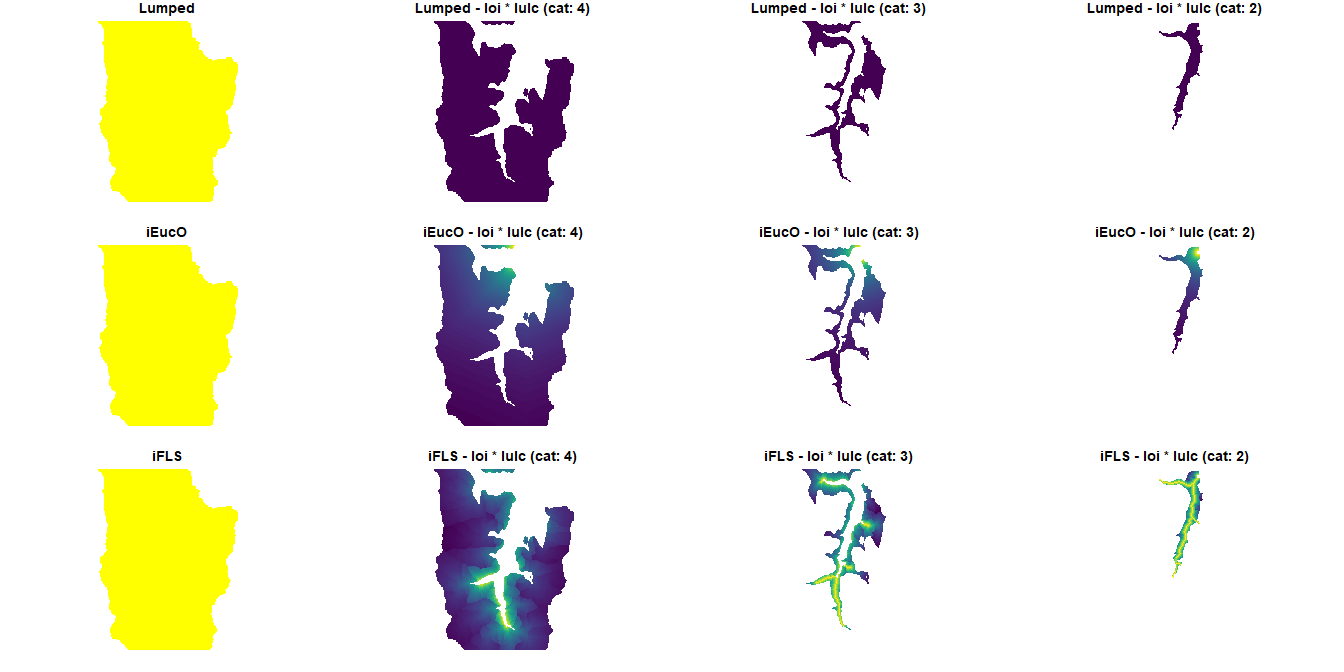 Lumped
Lumped - loi * lulc (cat: 4)
Lumped - loi * lulc (cat: 3)
Lumped - loi * lulc (cat: 2)
iEucO
iEucO - loi * lulc (cat: 4)
iEucO - loi * lulc (cat: 3)
iEucO - loi * lulc (cat: 2)
iFLS
iFLS - loi * lulc (cat: 4)
iFLS - loi * lulc (cat: 3)
iFLS - loi * lulc (cat: 2)